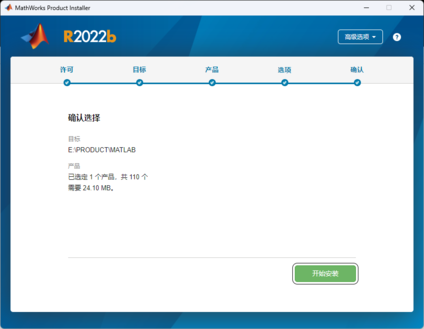 MathWorks Product Installer
R2022b
高级选项
?
许可
目标
产品
选项
确认
确认选择
目标
E:\PRODUCT\MATLAB
产品
已选定 1 个产品，共 110 个
需要 24.10 MB。
开始安装